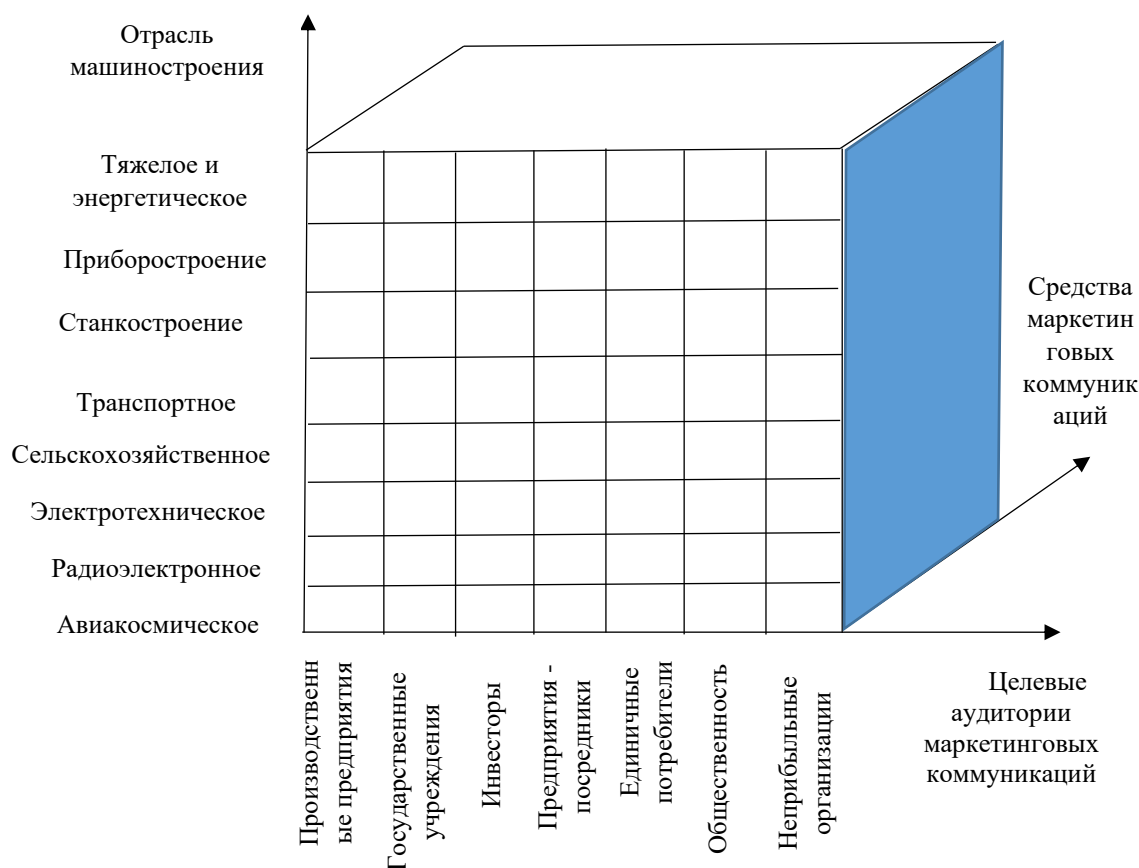 Отрасль
машиностроения
Тяжелое и
энергетическое
Приборостроение
Станкостроение
Транспортное
Сельскохозяйственное
Электротехническое
Радиоэлектронное
Авиакосмическое
Средства
маркетин
говых
коммуник
аций
Производственн
ые предприятия
Государственные
учреждения
Инвесторы
Предприятия -
посредники
Единичные
потребители
Общественность
Неприбыльные
организации
Целевые
аудитории
маркетинговых
коммуникаций